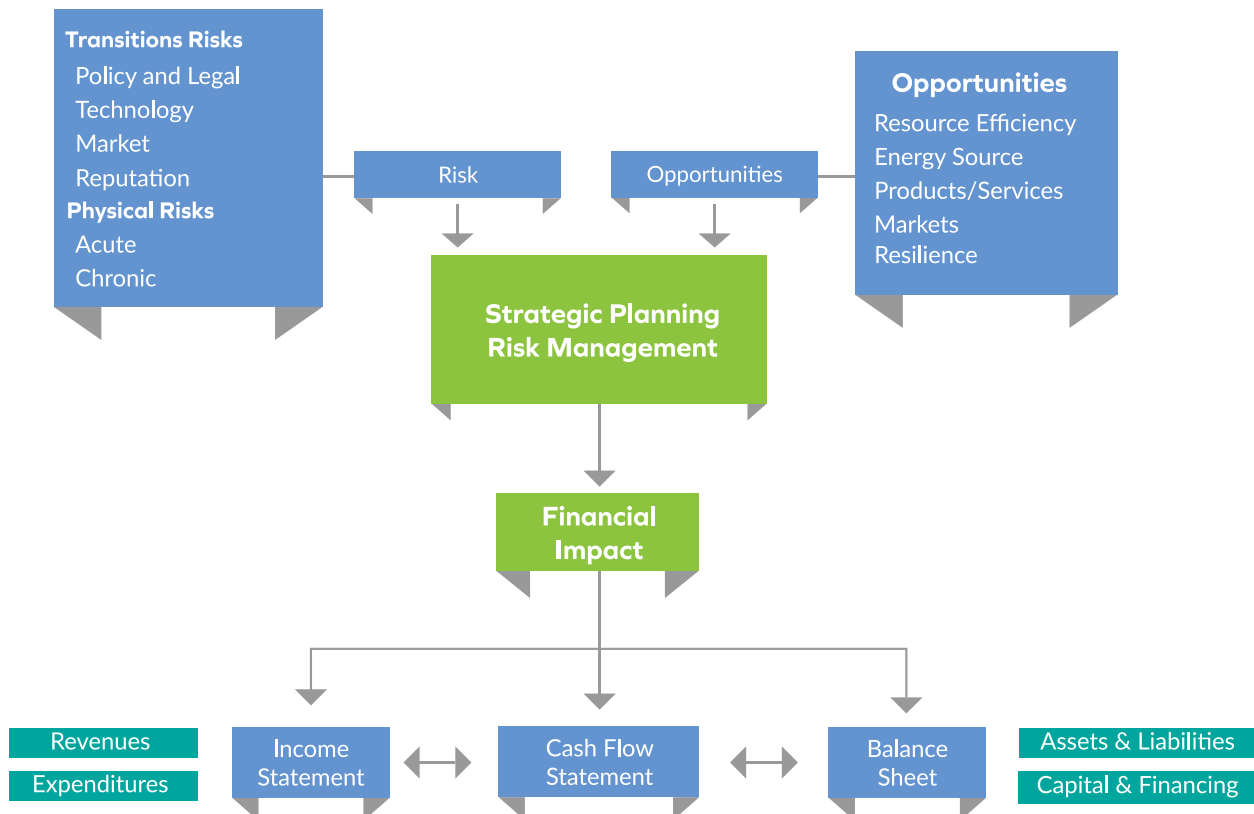 Transitions Risks
Policy and Legal
Technology
Market
Reputation
Physical Risks
Acute
Chronic
Risk
Opportunities
Opportunities
Resource Efficiency
Energy Source
Products/Services
Markets
Resilience
Strategic Planning
Risk Management
Financial
Impact
Revenues
Expenditures
Income
Statement
Cash Flow
Statement
Balance
Sheet
Assets & Liabilities
Capital & Financing